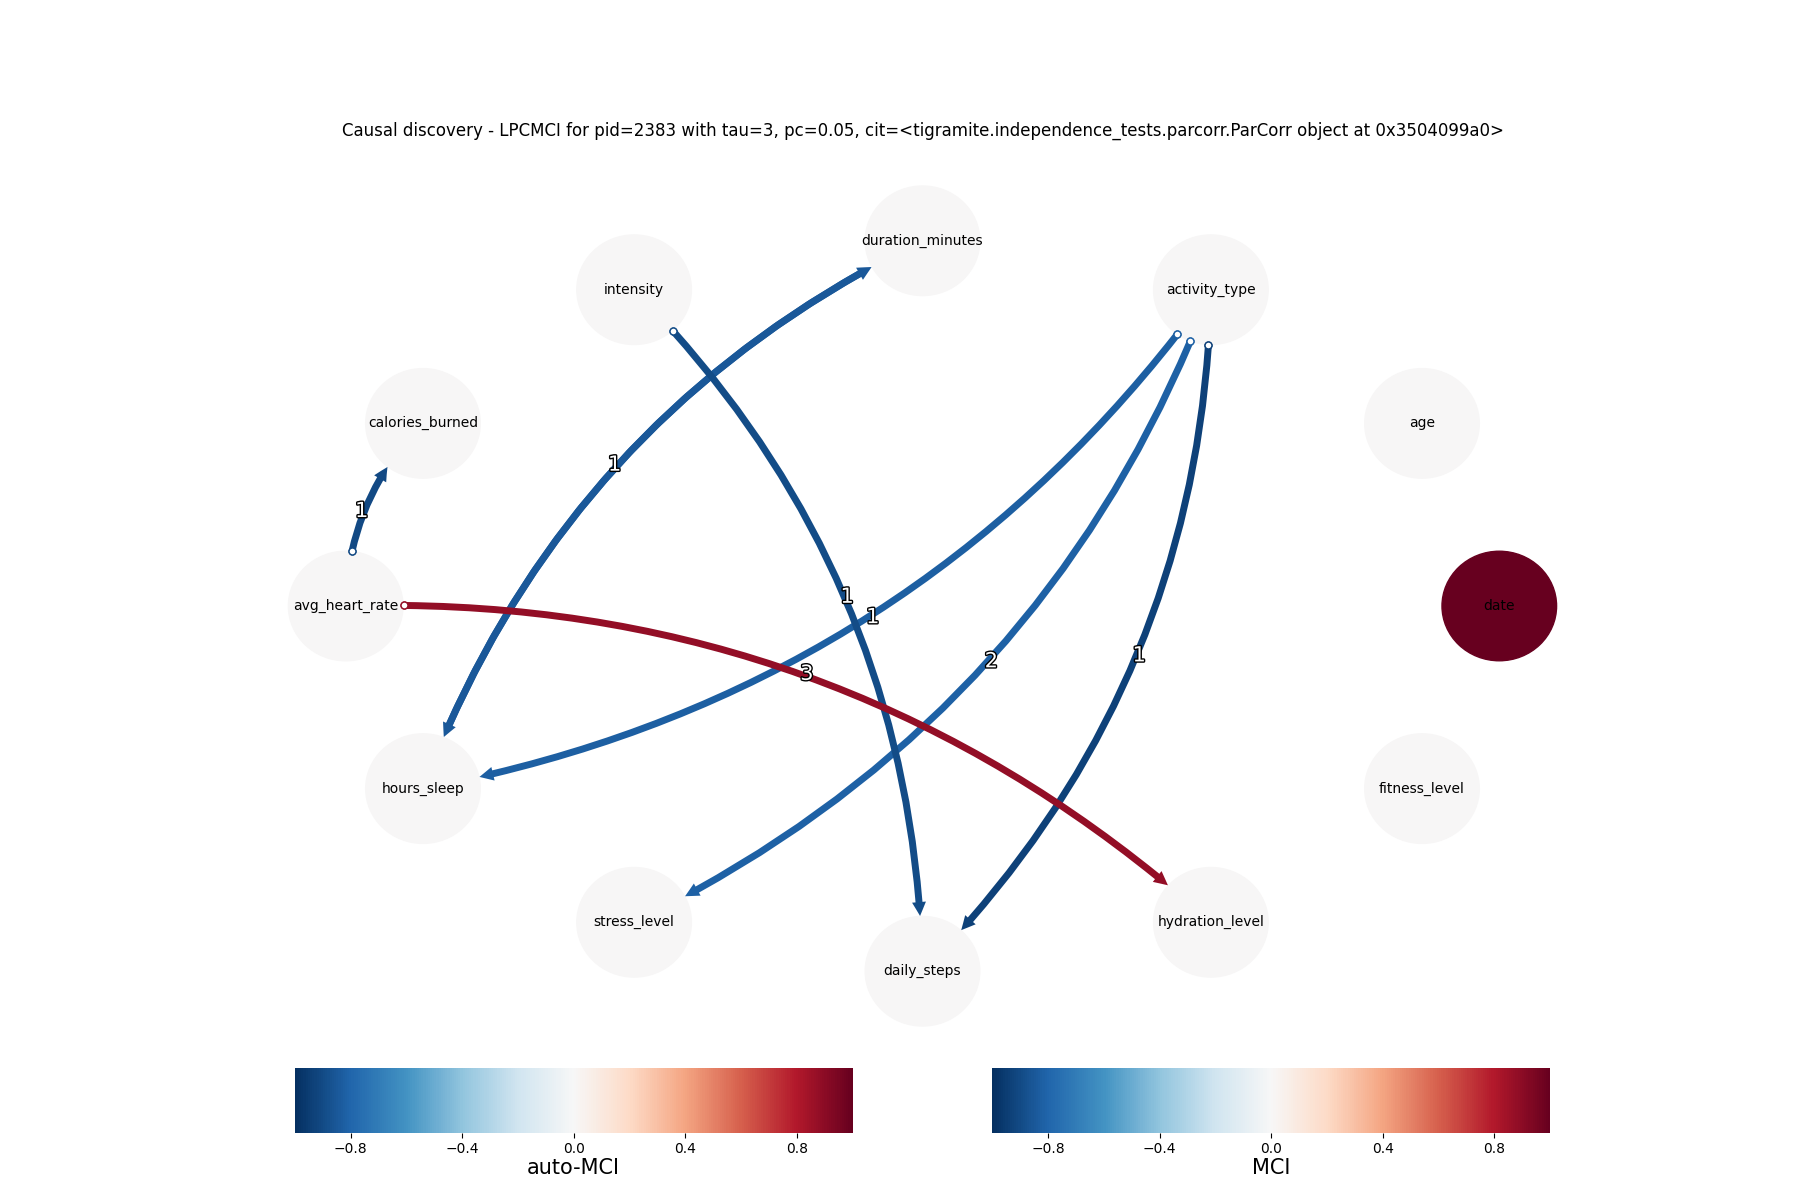 Causal discovery - LPCMCI for pid=2383 with tau=3, pc=0.05, cit=<tigramite.independence_tests.parcorr.ParCorr object at 0x3504099a0>
duration_minutes
intensity
activity_type
calories_burned
age
1
1
avg_heart_rate
date
1
1
3
2
1
hours_sleep
fitness_level
stress_level
hydration_level
daily_steps
−0.8 −0.4 0.0 0.4 0.8
auto-MCI
−0.8 −0.4 0.0 0.4 0.8
MCI